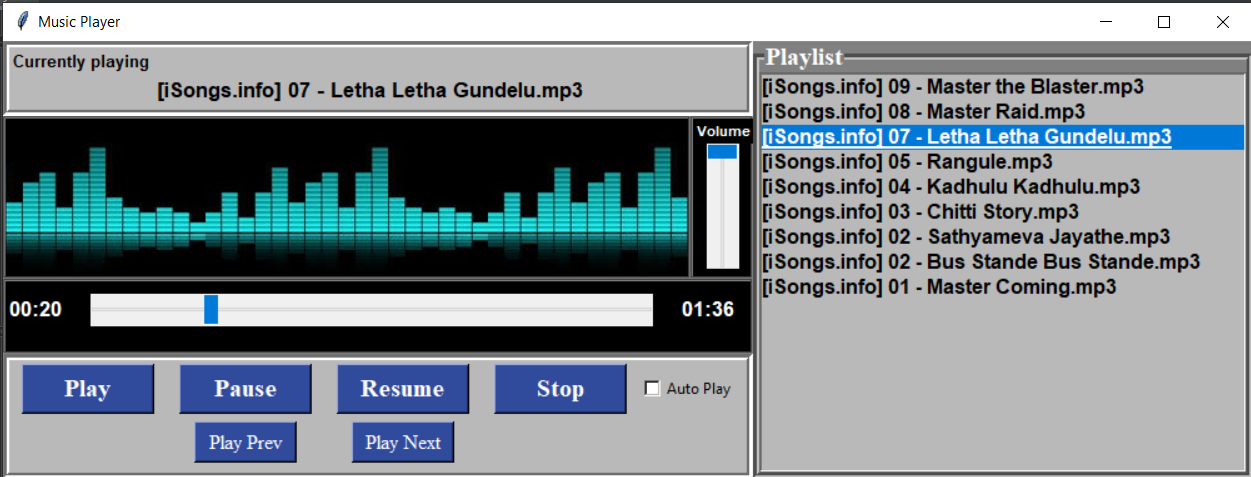 Music Player
Currently playing
[iSongs.info] 07 - Letha Letha Gundelu.mp3
Volume
00:20
01:36
Play
Pause
Resume
Stop
Auto Play
Play Prev
Play Next
Playlist
[iSongs.info] 09 - Master the Blaster.mp3
[iSongs.info] 08 - Master Raid.mp3
[iSongs.info] 07 - Letha Letha Gundelu.mp3
[iSongs.info] 05 - Rangule.mp3
[iSongs.info] 04 - Kadhulu Kadhulu.mp3
[iSongs.info] 03 - Chitti Story.mp3
[iSongs.info] 02 - Sathyameva Jayathe.mp3
[iSongs.info] 02 - Bus Stande Bus Stande.mp3
[iSongs.info] 01 - Master Coming.mp3